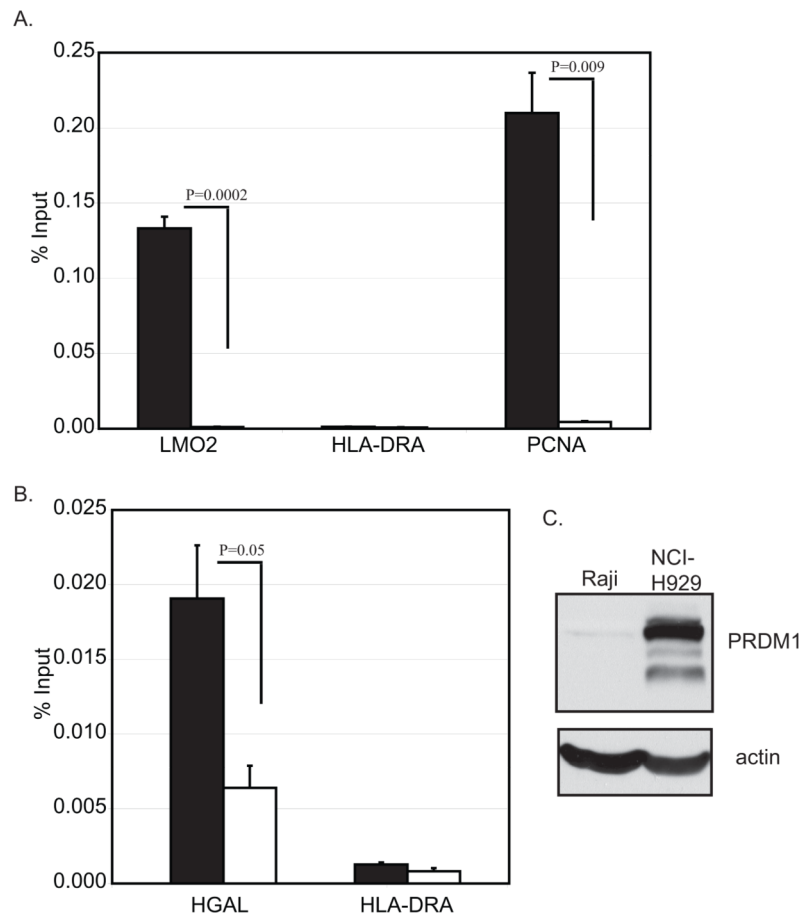 A.
0.25
0.20
0.15
0.10
0.05
0.00
% Input
P=0.0002
P=0.009
LMO2 HLA-DRA PCNA
B.
0.025
0.020
0.015
0.010
0.005
0.000
% Input
P=0.05
HGAL HLA-DRA
C.
Raji
NCI-
H929
PRDM1
actin